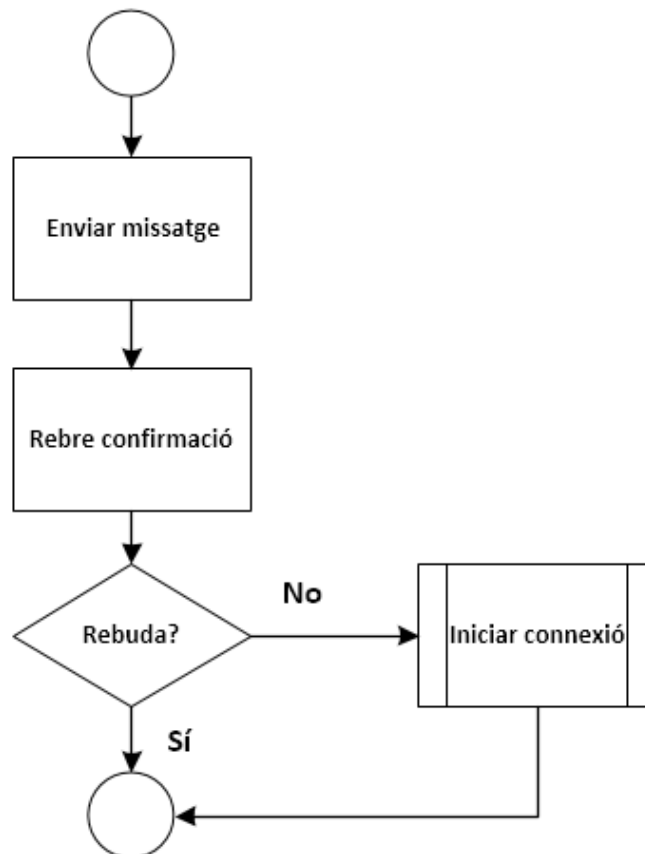 Enviar missatge
Rebre confirmació
Rebuda?
No
Iniciar connexió
Sí